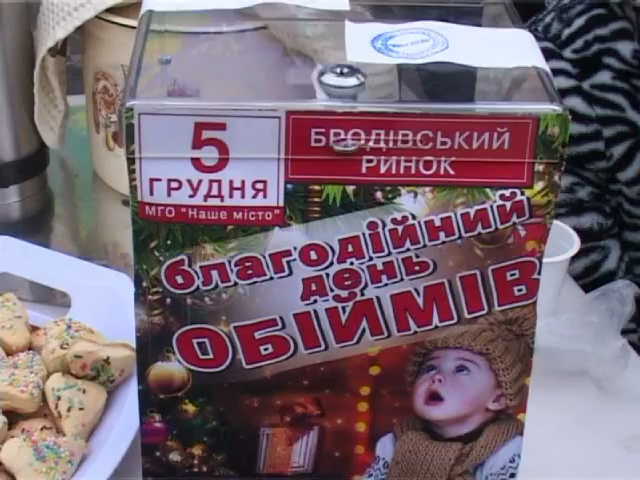 5
ГРУДНЯ
МГО "Наше місто"
БРОДІВСЬКИЙ
РИНОК
благодійний
день
ОБІЙМІВ